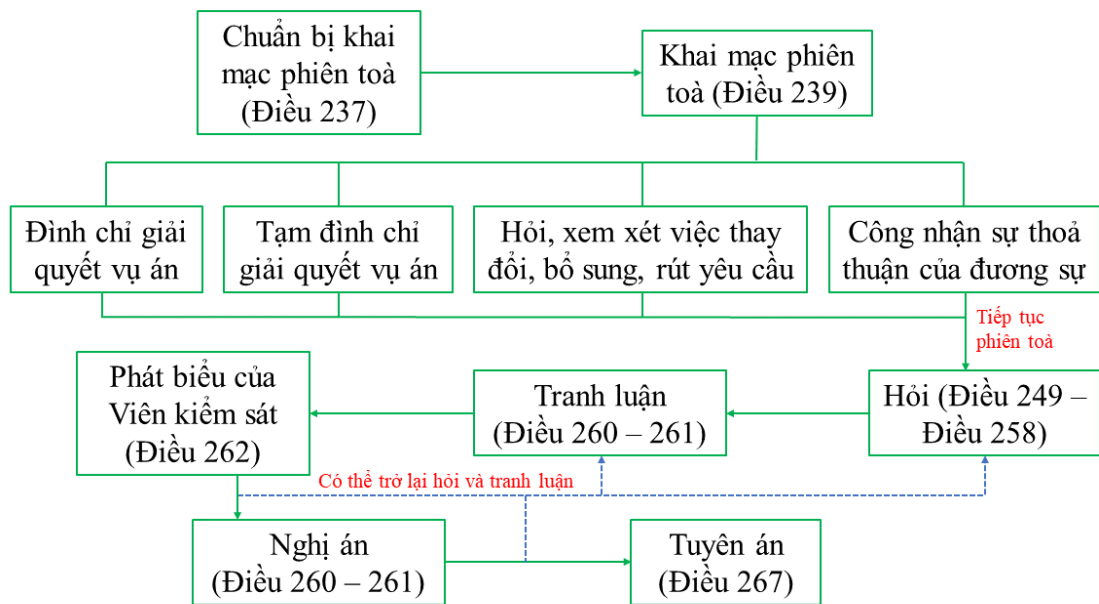 Chuẩn bị khai
mạc phiên toà
(Điều 237)
Khai mạc phiên
toà (Điều 239)
Đình chỉ giải
quyết vụ án
Tạm đình chỉ
giải quyết vụ án
Hỏi, xem xét việc thay
đổi, bổ sung, rút yêu cầu
Công nhận sự thoả
thuận của đương sự
Tiếp tục
phiên toà
Phát biểu của
Viên kiểm sát
(Điều 262)
Tranh luận
(Điều 260 – 261)
Hỏi (Điều 249 –
Điều 258)
Có thể trở lại hỏi và tranh luận
Nghị án
(Điều 260 – 261)
Tuyên án
(Điều 267)